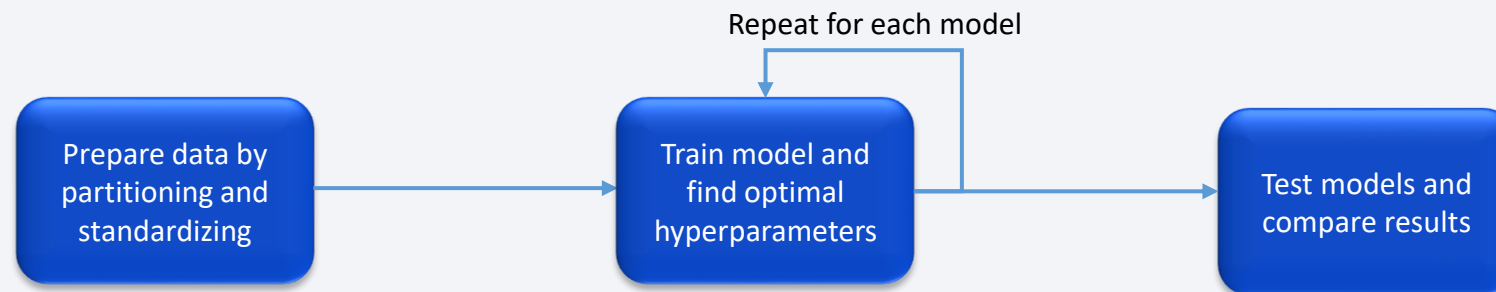 Repeat for each model
Prepare data by
partitioning and
standardizing
Train model and
find optimal
hyperparameters
Test models and
compare results